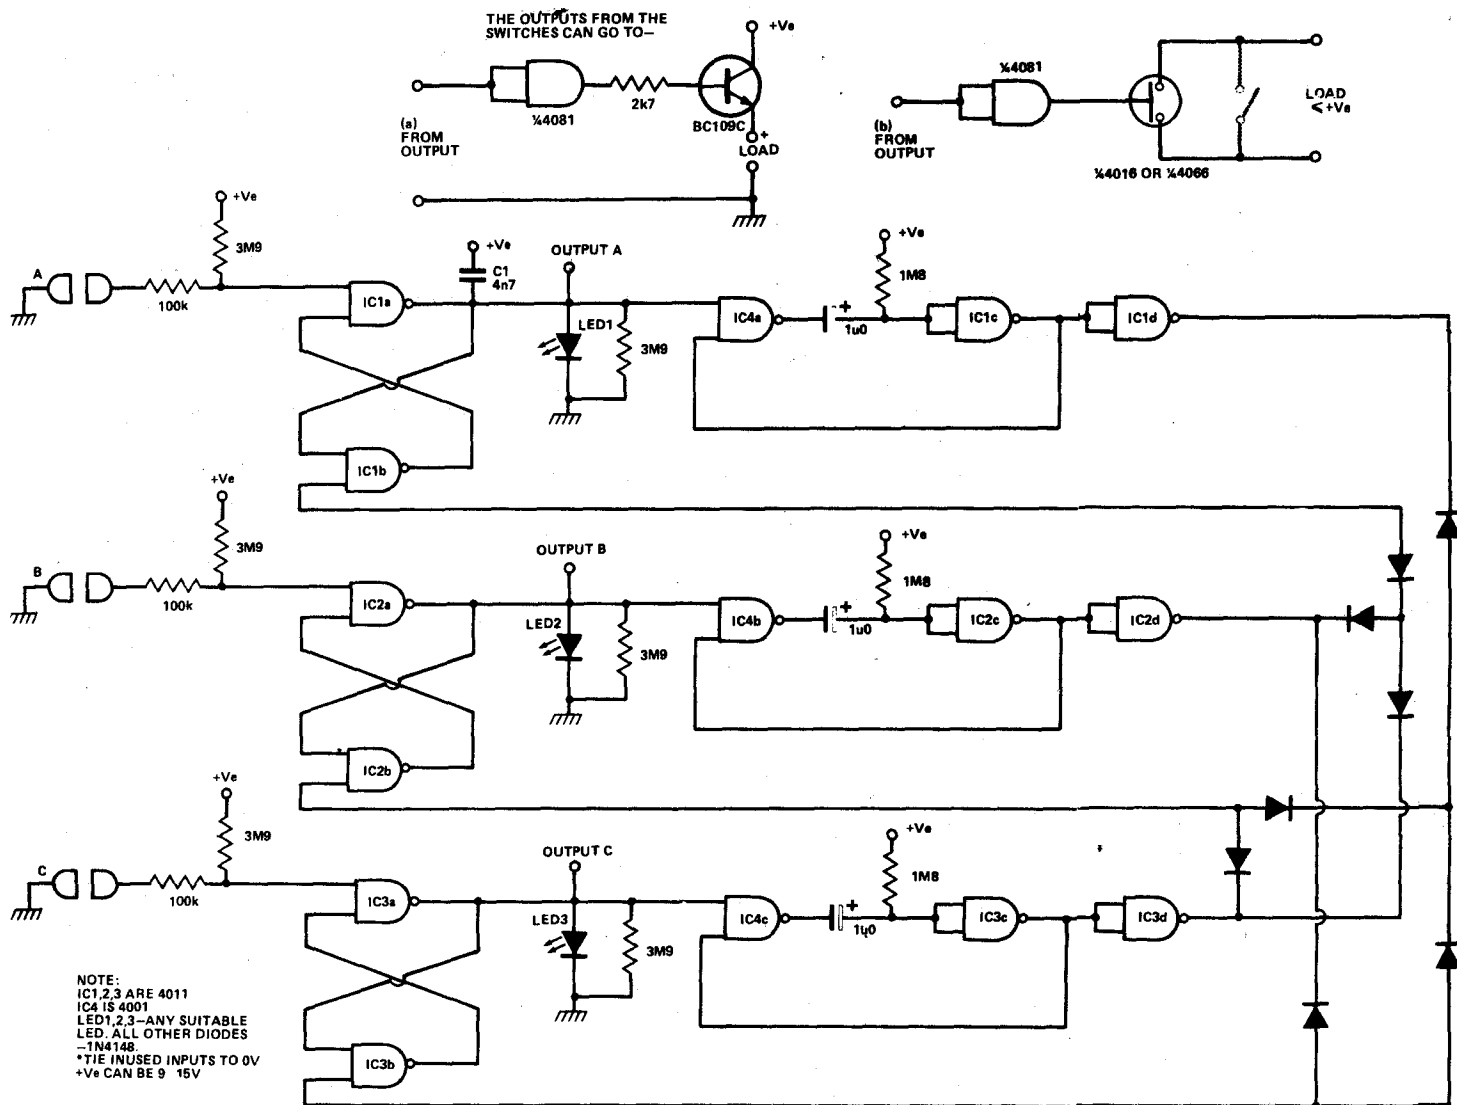 THE OUTPUTS FROM THE
SWITCHES CAN GO TO—
+Ve
¼4081
2k7
BC109C
(a)
FROM
OUTPUT
+
LOAD
¼4081
(b)
FROM
OUTPUT
LOAD
≤+Ve
¼4016 OR ¼4066
+Ve
3M9
A
100k
IC1a
+Ve
C1
4n7
OUTPUT A
LED1
3M9
IC4a
+
1u0
+Ve
1M8
IC1c
IC1d
IC1b
+Ve
3M9
B
100k
IC2a
OUTPUT B
LED2
3M9
IC4b
+
1u0
+Ve
1M8
IC2c
IC2d
IC2b
+Ve
3M9
C
100k
IC3a
OUTPUT C
LED3
3M9
IC4c
+
1u0
+Ve
1M8
IC3c
IC3d
IC3b
NOTE:
IC1,2,3 ARE 4011
IC4 IS 4001
LED1,2,3—ANY SUITABLE
LED. ALL OTHER DIODES
—1N4148.
*TIE INUSED INPUTS TO 0V
+Ve CAN BE 9 15V